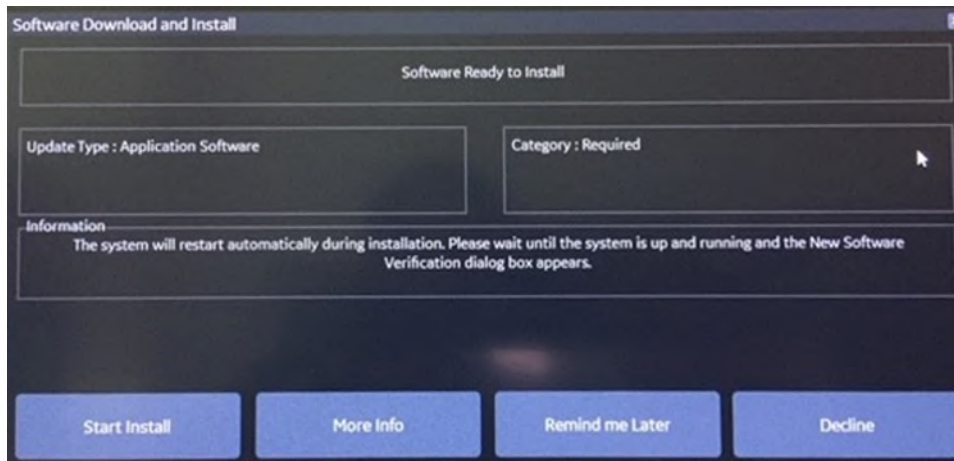 Software Download and Install
Software Ready to Install
Update Type : Application Software
Category : Required
Information
The system will restart automatically during installation. Please wait until the system is up and running and the New Software
Verification dialog box appears.
Start Install
More Info
Remind me Later
Decline